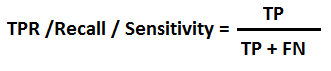 TPR /Recall / Sensitivity = TP
TP + FN